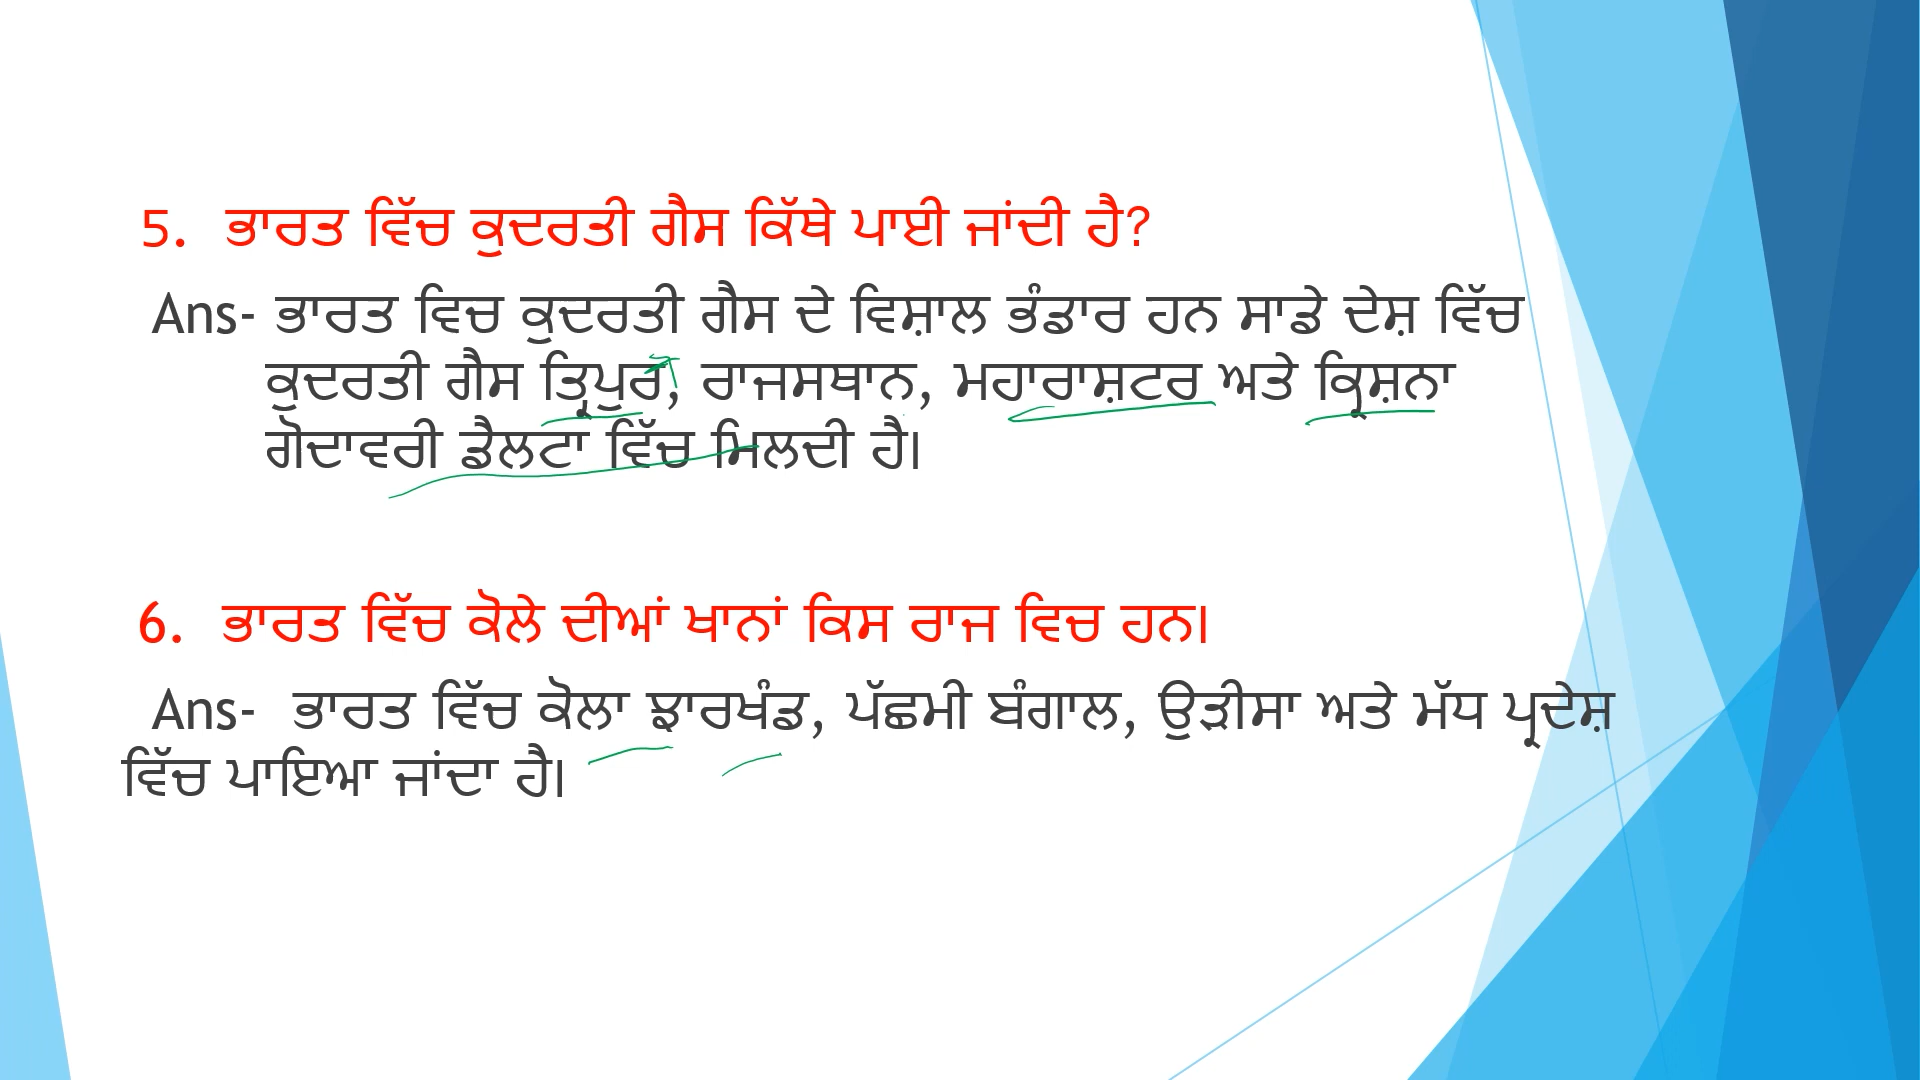 5. ਭਾਰਤ ਵਿੱਚ ਕੁਦਰਤੀ ਗੈਸ ਕਿੱਥੇ ਪਾਈ ਜਾਂਦੀ ਹੈ?
Ans- ਭਾਰਤ ਵਿਚ ਕੁਦਰਤੀ ਗੈਸ ਦੇ ਵਿਸ਼ਾਲ ਭੰਡਾਰ ਹਨ ਸਾਡੇ ਦੇਸ਼ ਵਿੱਚ
ਕੁਦਰਤੀ ਗੈਸ ਤ੍ਰਿਪੁਰ, ਰਾਜਸਥਾਨ, ਮਹਾਰਾਸ਼ਟਰ ਅਤੇ ਕ੍ਰਿਸ਼ਨਾ
ਗੋਦਾਵਰੀ ਡੈਲਟਾ ਵਿੱਚ ਮਿਲਦੀ ਹੈ।
6. ਭਾਰਤ ਵਿੱਚ ਕੋਲੇ ਦੀਆਂ ਖਾਨਾਂ ਕਿਸ ਰਾਜ ਵਿਚ ਹਨ।
Ans- ਭਾਰਤ ਵਿੱਚ ਕੋਲਾ ਝਾਰਖੰਡ, ਪੱਛਮੀ ਬੰਗਾਲ, ਉੜੀਸਾ ਅਤੇ ਮੱਧ ਪ੍ਰਦੇਸ਼
ਵਿੱਚ ਪਾਇਆ ਜਾਂਦਾ ਹੈ।